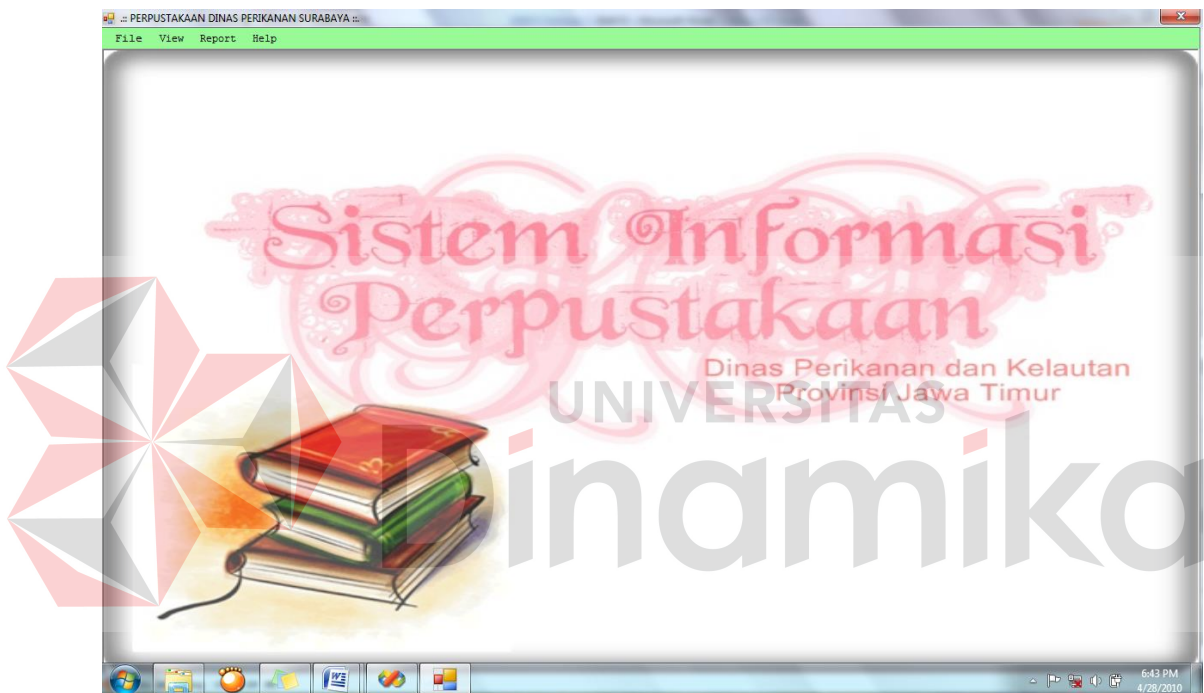 .:: PERPUSTAKAAN DINAS PERIKANAN SURABAYA ::.
File View Report Help
Sistem Informasi
Perpustakaan
Dinas Perikanan dan Kelautan
Provinsi Jawa Timur
UNIVERSITAS
Dinamika
6:43 PM
4/28/2010